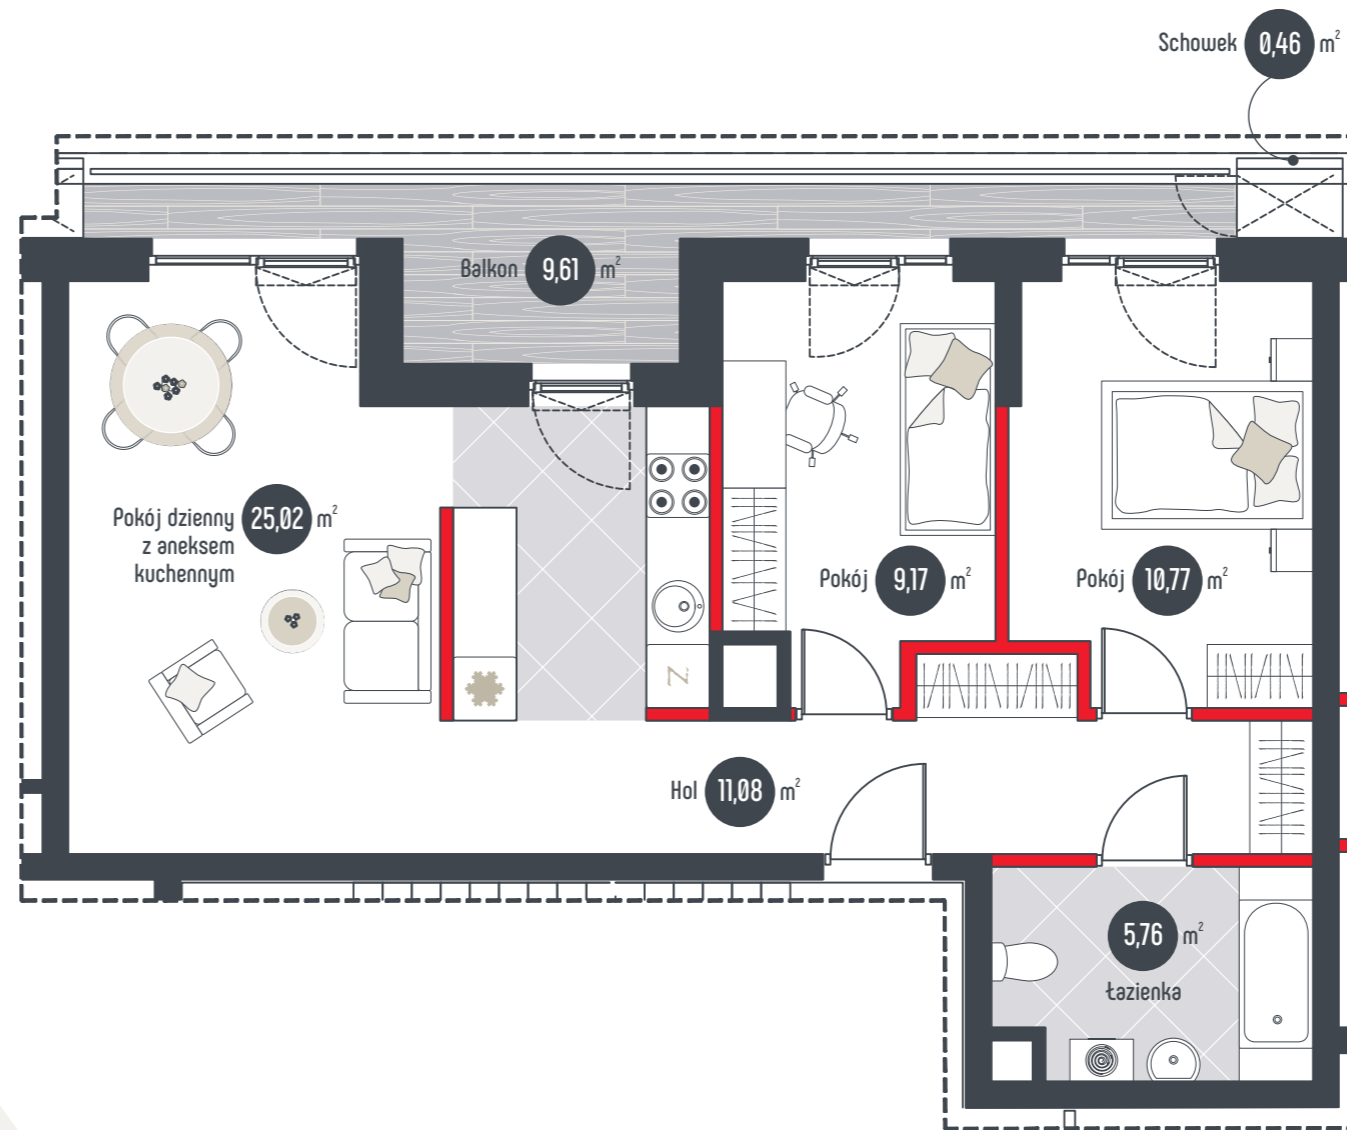 Schowek 0,46 m²
Balkon 9,61 m²
Pokój dzienny 25,02 m²
z aneksem
kuchennym
Pokój 9,17 m²
Pokój 10,77 m²
Z
Hol 11,08 m²
5,76 m²
Łazienka